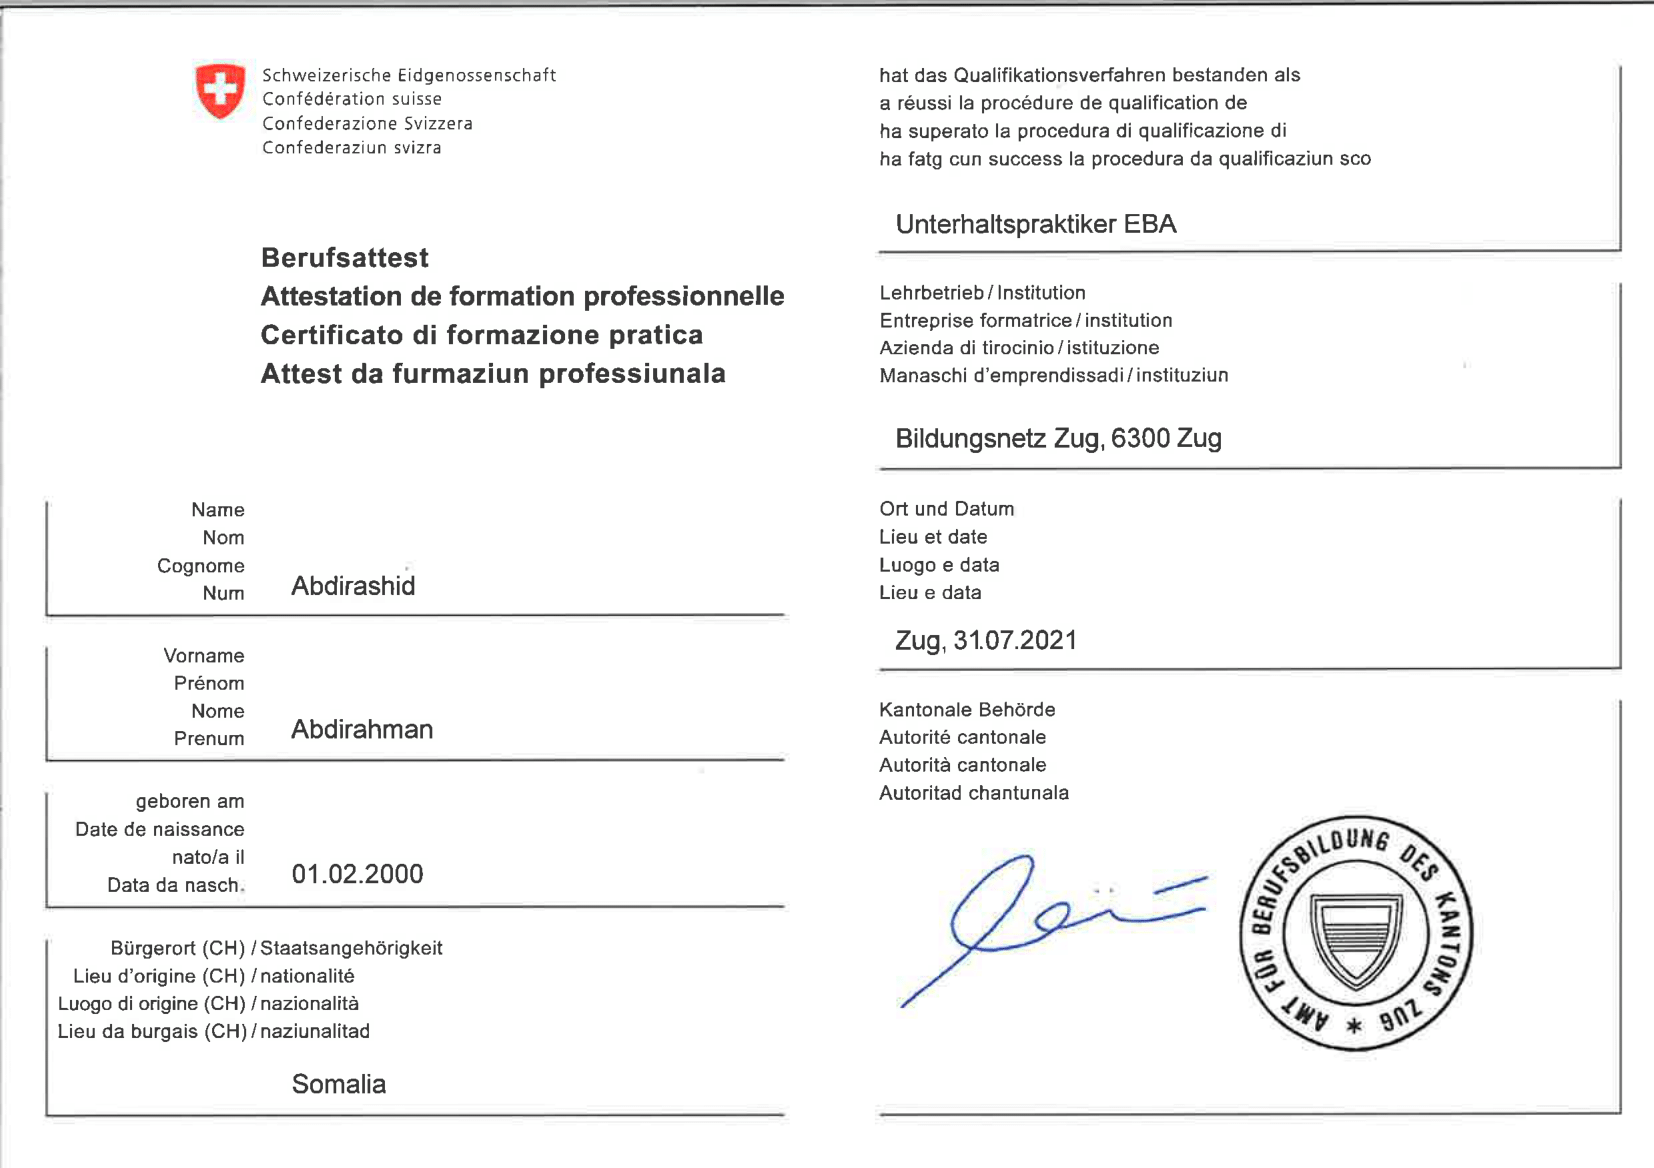 Schweizerische Eidgenossenschaft
Confédération suisse
Confederazione Svizzera
Confederaziun svizra
Berufsattest
Attestation de formation professionnelle
Certificato di formazione pratica
Attest da furmaziun professiunala
Name
Nom
Cognome
Num
Abdirashid
Vorname
Prénom
Nome
Prenum
Abdirahman
geboren am
Date de naissance
nato/a il
Data da nasch.
01.02.2000
Bürgerort (CH) / Staatsangehörigkeit
Lieu d'origine (CH) / nationalité
Luogo di origine (CH) / nazionalità
Lieu da burgais (CH) / naziunalitad
Somalia
hat das Qualifikationsverfahren bestanden als
a réussi la procédure de qualification de
ha superato la procedura di qualificazione di
ha fatg cun success la procedura da qualificaziun sco
Unterhaltspraktiker EBA
Lehrbetrieb / Institution
Entreprise formatrice / institution
Azienda di tirocinio / istituzione
Manaschi d'emprendissadi / instituziun
Bildungsnetz Zug, 6300 Zug
Ort und Datum
Lieu et date
Luogo e data
Lieu e data
Zug, 31.07.2021
Kantonale Behörde
Autorité cantonale
Autorità cantonale
Autoritad chantunala
AMT FÜR BERUFSBILDUNG DES KANTONS ZUG *